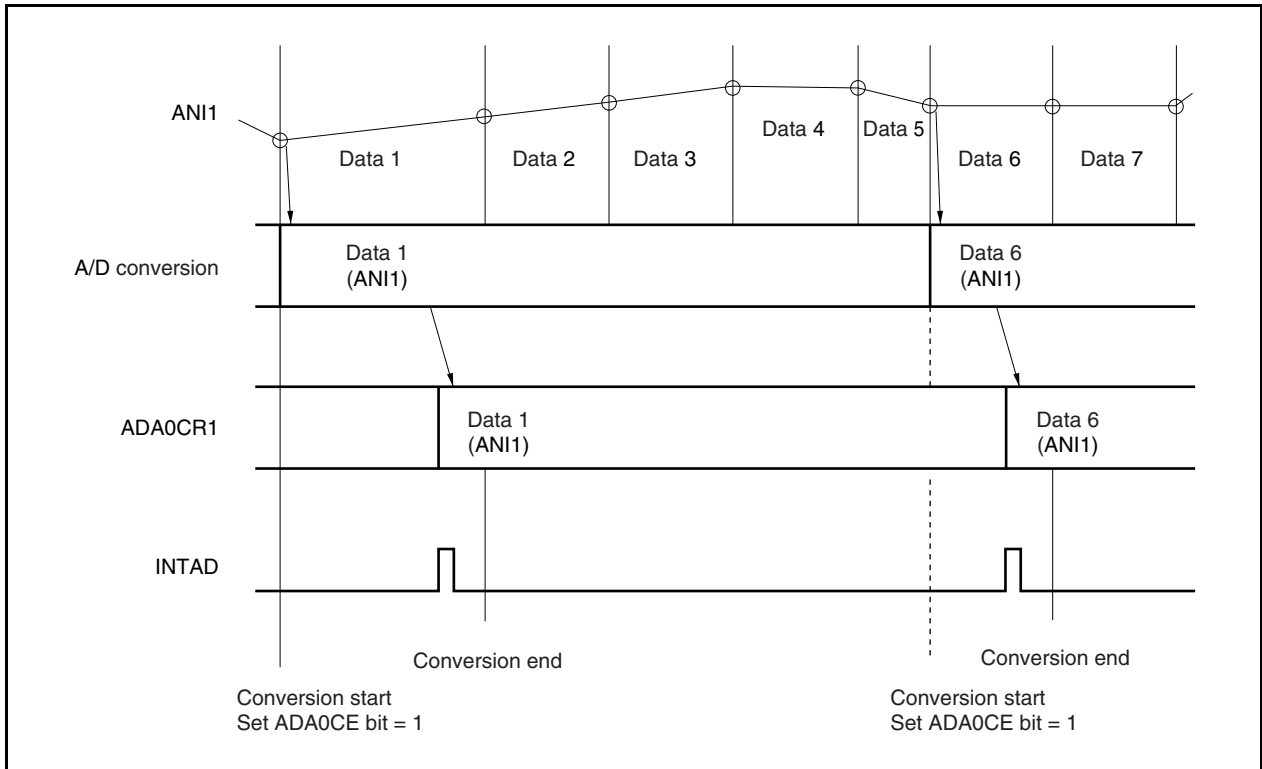 ANI1
Data 1
Data 2
Data 3
Data 4
Data 5
Data 6
Data 7
A/D conversion
Data 1
(ANI1)
Data 6
(ANI1)
ADA0CR1
Data 1
(ANI1)
Data 6
(ANI1)
INTAD
Conversion end
Conversion end
Conversion start
Set ADA0CE bit = 1
Conversion start
Set ADA0CE bit = 1